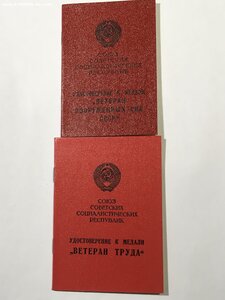 СОЮЗ
СОВЕТСКИХ
СОЦИАЛИСТИЧЕСКИХ
РЕСПУБЛИК
УДОСТОВЕРЕНИЕ К МЕДАЛИ
„ВЕТЕРАН
ВООРУЖЕННЫХ СИЛ
СССР“
СОЮЗ
СОВЕТСКИХ
СОЦИАЛИСТИЧЕСКИХ
РЕСПУБЛИК
УДОСТОВЕРЕНИЕ К МЕДАЛИ
„ВЕТЕРАН ТРУДА“